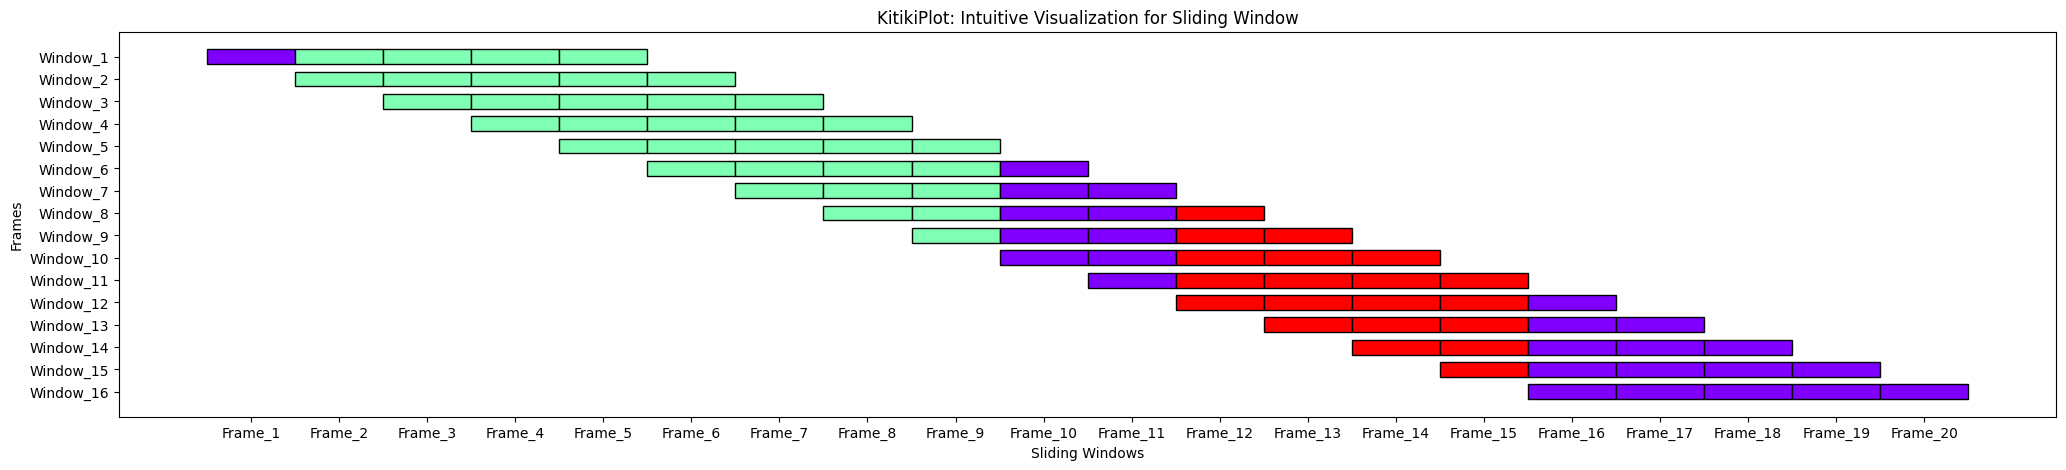 KitikiPlot: Intuitive Visualization for Sliding Window
Frames
Window_1
Window_2
Window_3
Window_4
Window_5
Window_6
Window_7
Window_8
Window_9
Window_10
Window_11
Window_12
Window_13
Window_14
Window_15
Window_16
Frame_1 Frame_2 Frame_3 Frame_4 Frame_5 Frame_6 Frame_7 Frame_8 Frame_9 Frame_10 Frame_11 Frame_12 Frame_13 Frame_14 Frame_15 Frame_16 Frame_17 Frame_18 Frame_19 Frame_20
Sliding Windows